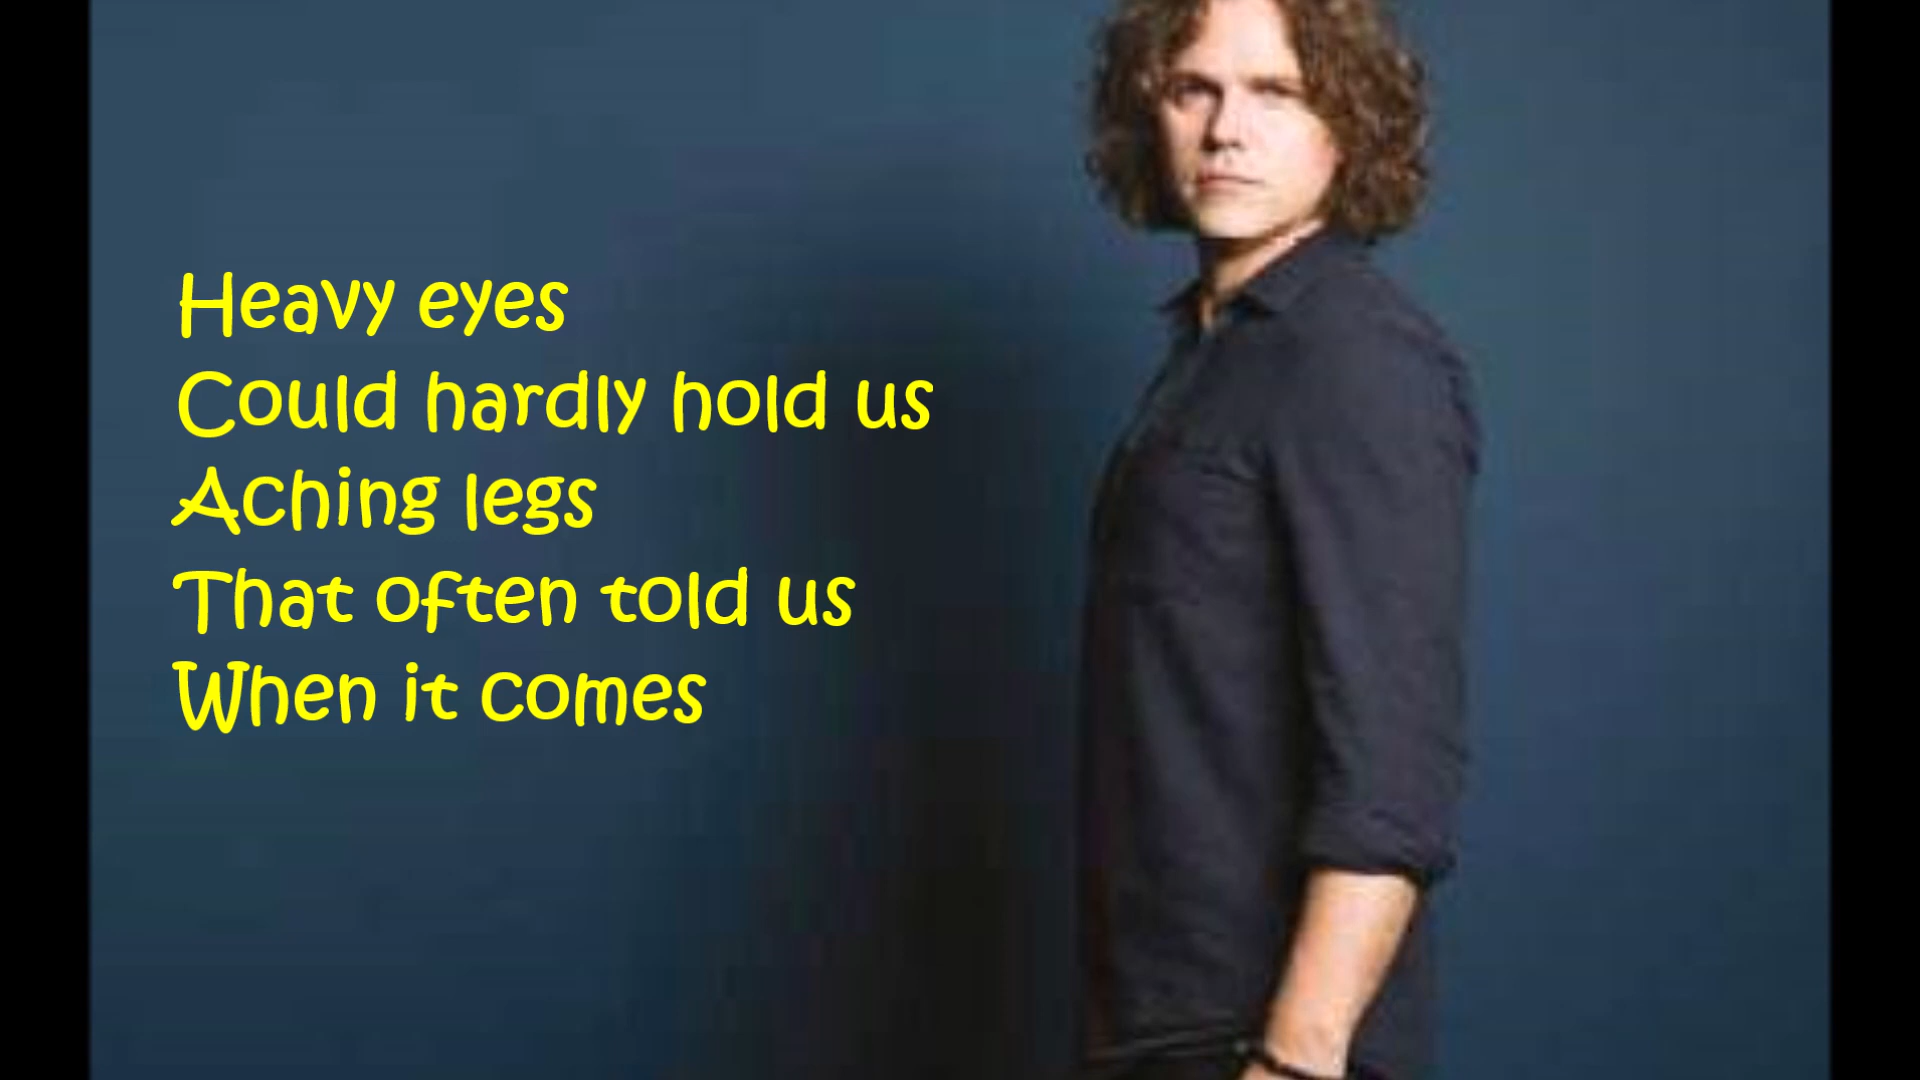 Heavy eyes
Could hardly hold us
Aching legs
That often told us
When it comes